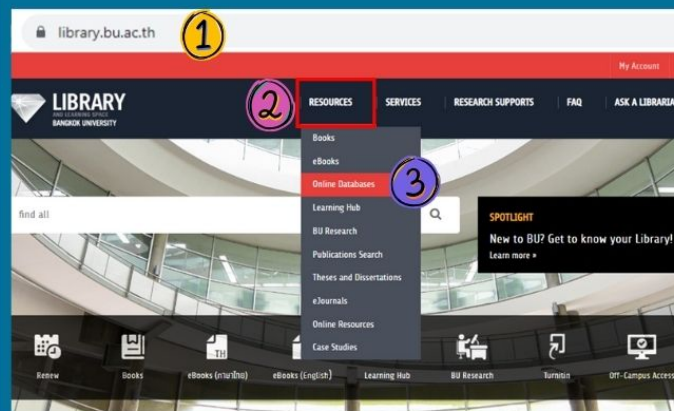 library.bu.ac.th
1
My Account
LIBRARY
AND LEARNING SPACE
BANGKOK UNIVERSITY
2
RESOURCES
SERVICES
RESEARCH SUPPORTS
FAQ
ASK A LIBRARIA
Books
eBooks
Online Databases
3
Learning Hub
BU Research
Publications Search
Theses and Dissertations
eJournals
Online Resources
Case Studies
find all
SPOTLIGHT
New to BU? Get to know your Library!
Learn more »
TH
Renew
Books
eBooks (ภาษาไทย)
eBooks (English)
Learning Hub
BU Research
Turnitin
Off-Campus Access